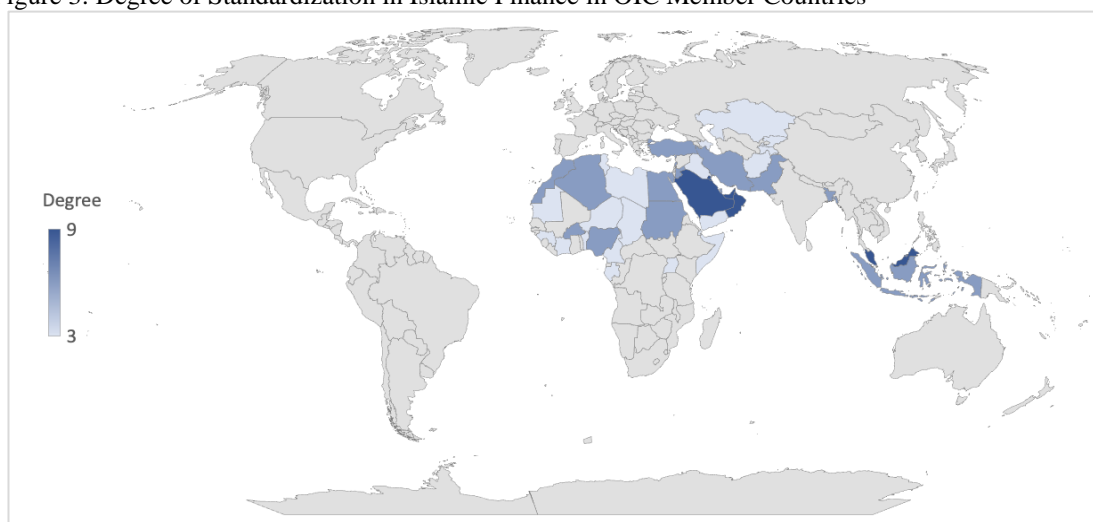 igure 3. Degree of Standardization in Islamic Finance in OIC Member Countries
Degree
9
3